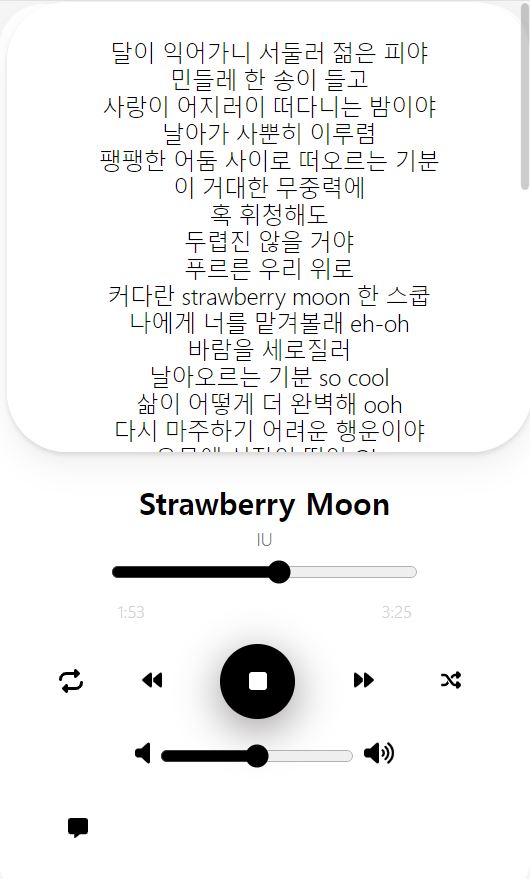 달이 익어가니 서둘러 젊은 피야
민들레 한 송이 들고
사랑이 어지러이 떠다니는 밤이야
날아가 사뿐히 이루렴
팽팽한 어둠 사이로 떠오르는 기분
이 거대한 무중력에
혹 휘청해도
두렵진 않을 거야
푸르른 우리 위로
커다란 strawberry moon 한 스쿱
나에게 너를 맡겨볼래 eh-oh
바람을 세로질러
날아오르는 기분 so cool
삶이 어떻게 더 완벽해 ooh
다시 마주하기 어려운 행운이야
Strawberry Moon
IU
1:53 3:25